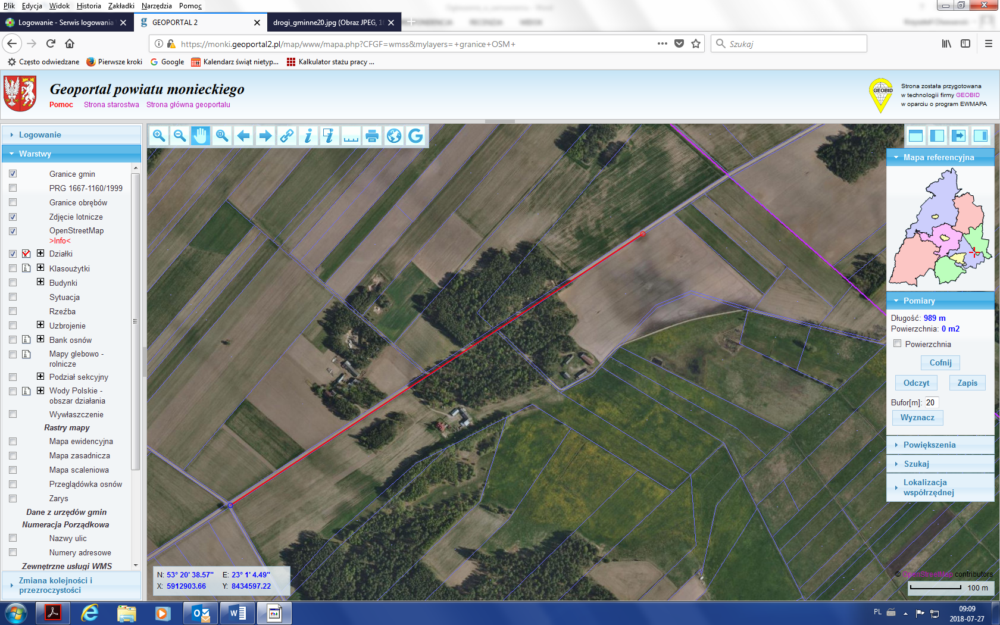 Plik Edycja Widok Historia Zakładki Narzędzia Pomoc
Logowanie - Serwis logowania
GEOPORTAL 2
drogi_gminne20.jpg (Obraz JPEG, 1
https://monki.geoportal2.pl/map/www/mapa.php?CFGF=wmss&mylayers=+granice+OSM+
Szukaj
Często odwiedzane Pierwsze kroki Google Kalendarz świąt nietyp... Kalkulator stażu pracy ...
Geoportal powiatu monieckiego
Pomoc Strona starostwa Strona główna geoportalu
GEOBID
Strona została przygotowana
w technologii firmy GEOBID
w oparciu o program EWMAPA
Logowanie
Warstwy
Granice gmin
PRG 1667-1160/1999
Granice obrębów
Zdjęcie lotnicze
OpenStreetMap
>Info<
Działki
Klasoużytki
Budynki
Sytuacja
Rzeźba
Uzbrojenie
Bank osnów
Mapy glebowo -
rolnicze
Podział sekcyjny
Wody Polskie -
obszar działania
Wywłaszczenie
Rastry mapy
Mapa ewidencyjna
Mapa zasadnicza
Mapa scaleniowa
Przeglądówka osnów
Zarys
Dane z urzędów gmin
Numeracja Porządkowa
Nazwy ulic
Numery adresowe
Zewnętrzne usługi WMS
Zmiana kolejności i
przezroczystości
Mapa referencyjna
Pomiary
Długość: 989 m
Powierzchnia: 0 m2
Powierzchnia
Cofnij
Odczyt Zapis
Bufor[m]: 20
Wyznacz
Powiększenia
Szukaj
Lokalizacja
współrzędnej
N: 53° 20' 38.57" E: 23° 1' 4.49"
X: 5912903.66 Y: 8434597.22
© OpenStreetMap contributors
100 m
PL
09:09
2018-07-27